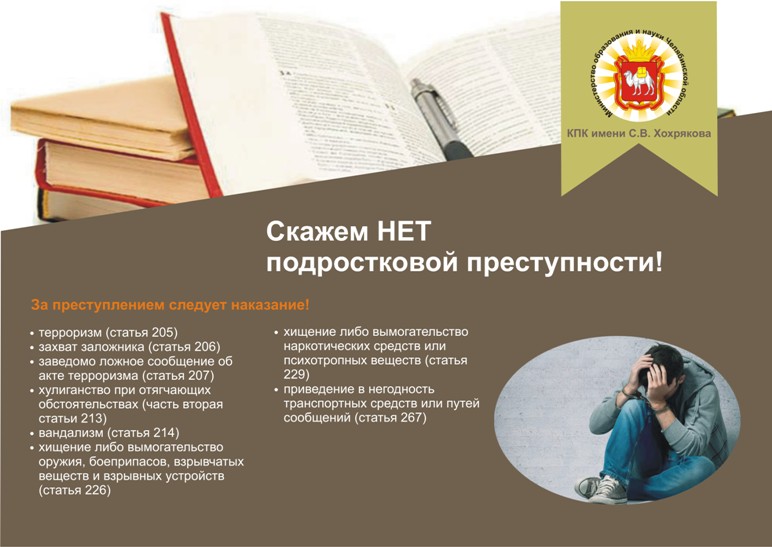 Министерство образования и науки Челябинской области
КПК имени С.В. Хохрякова
Скажем НЕТ
подростковой преступности!
За преступлением следует наказание!
• терроризм (статья 205)
• захват заложника (статья 206)
• заведомо ложное сообщение об
акте терроризма (статья 207)
• хулиганство при отягчающих
обстоятельствах (часть вторая
статьи 213)
• вандализм (статья 214)
• хищение либо вымогательство
оружия, боеприпасов, взрывчатых
веществ и взрывных устройств
(статья 226)
• хищение либо вымогательство
наркотических средств или
психотропных веществ (статья
229)
• приведение в негодность
транспортных средств или путей
сообщений (статья 267)